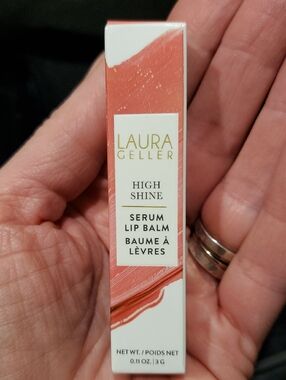 LAURA
GELLER
HIGH
SHINE
SERUM
LIP BALM
BAUME À
LÈVRES
NET WT. / POIDS NET
0.11 OZ. | 3 G